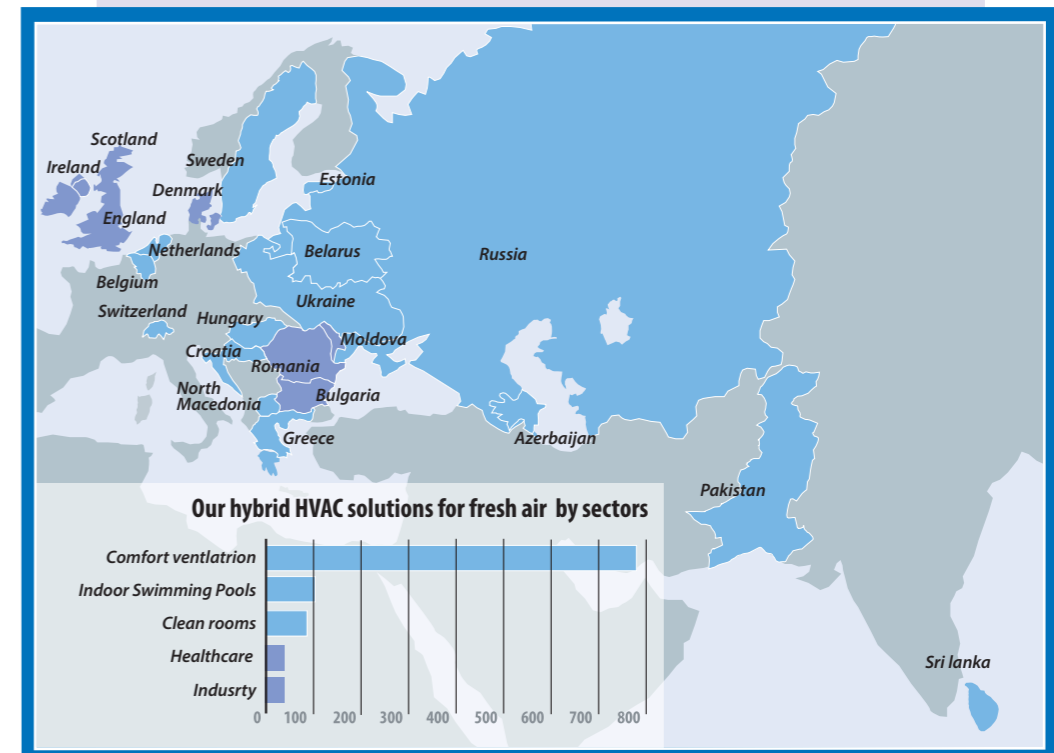 Scotland
Ireland
Sweden
Estonia
Denmark
England
Netherlands
Belarus
Russia
Belgium
Ukraine
Switzerland
Hungary
Moldova
Croatia
Romania
North
Macedonia
Bulgaria
Greece
Azerbaijan
Pakistan
Our hybrid HVAC solutions for fresh air by sectors
Comfort ventlatrion
Indoor Swimming Pools
Clean rooms
Healthcare
Indusrty
0 100 200 300 400 500 600 700 800
Sri lanka